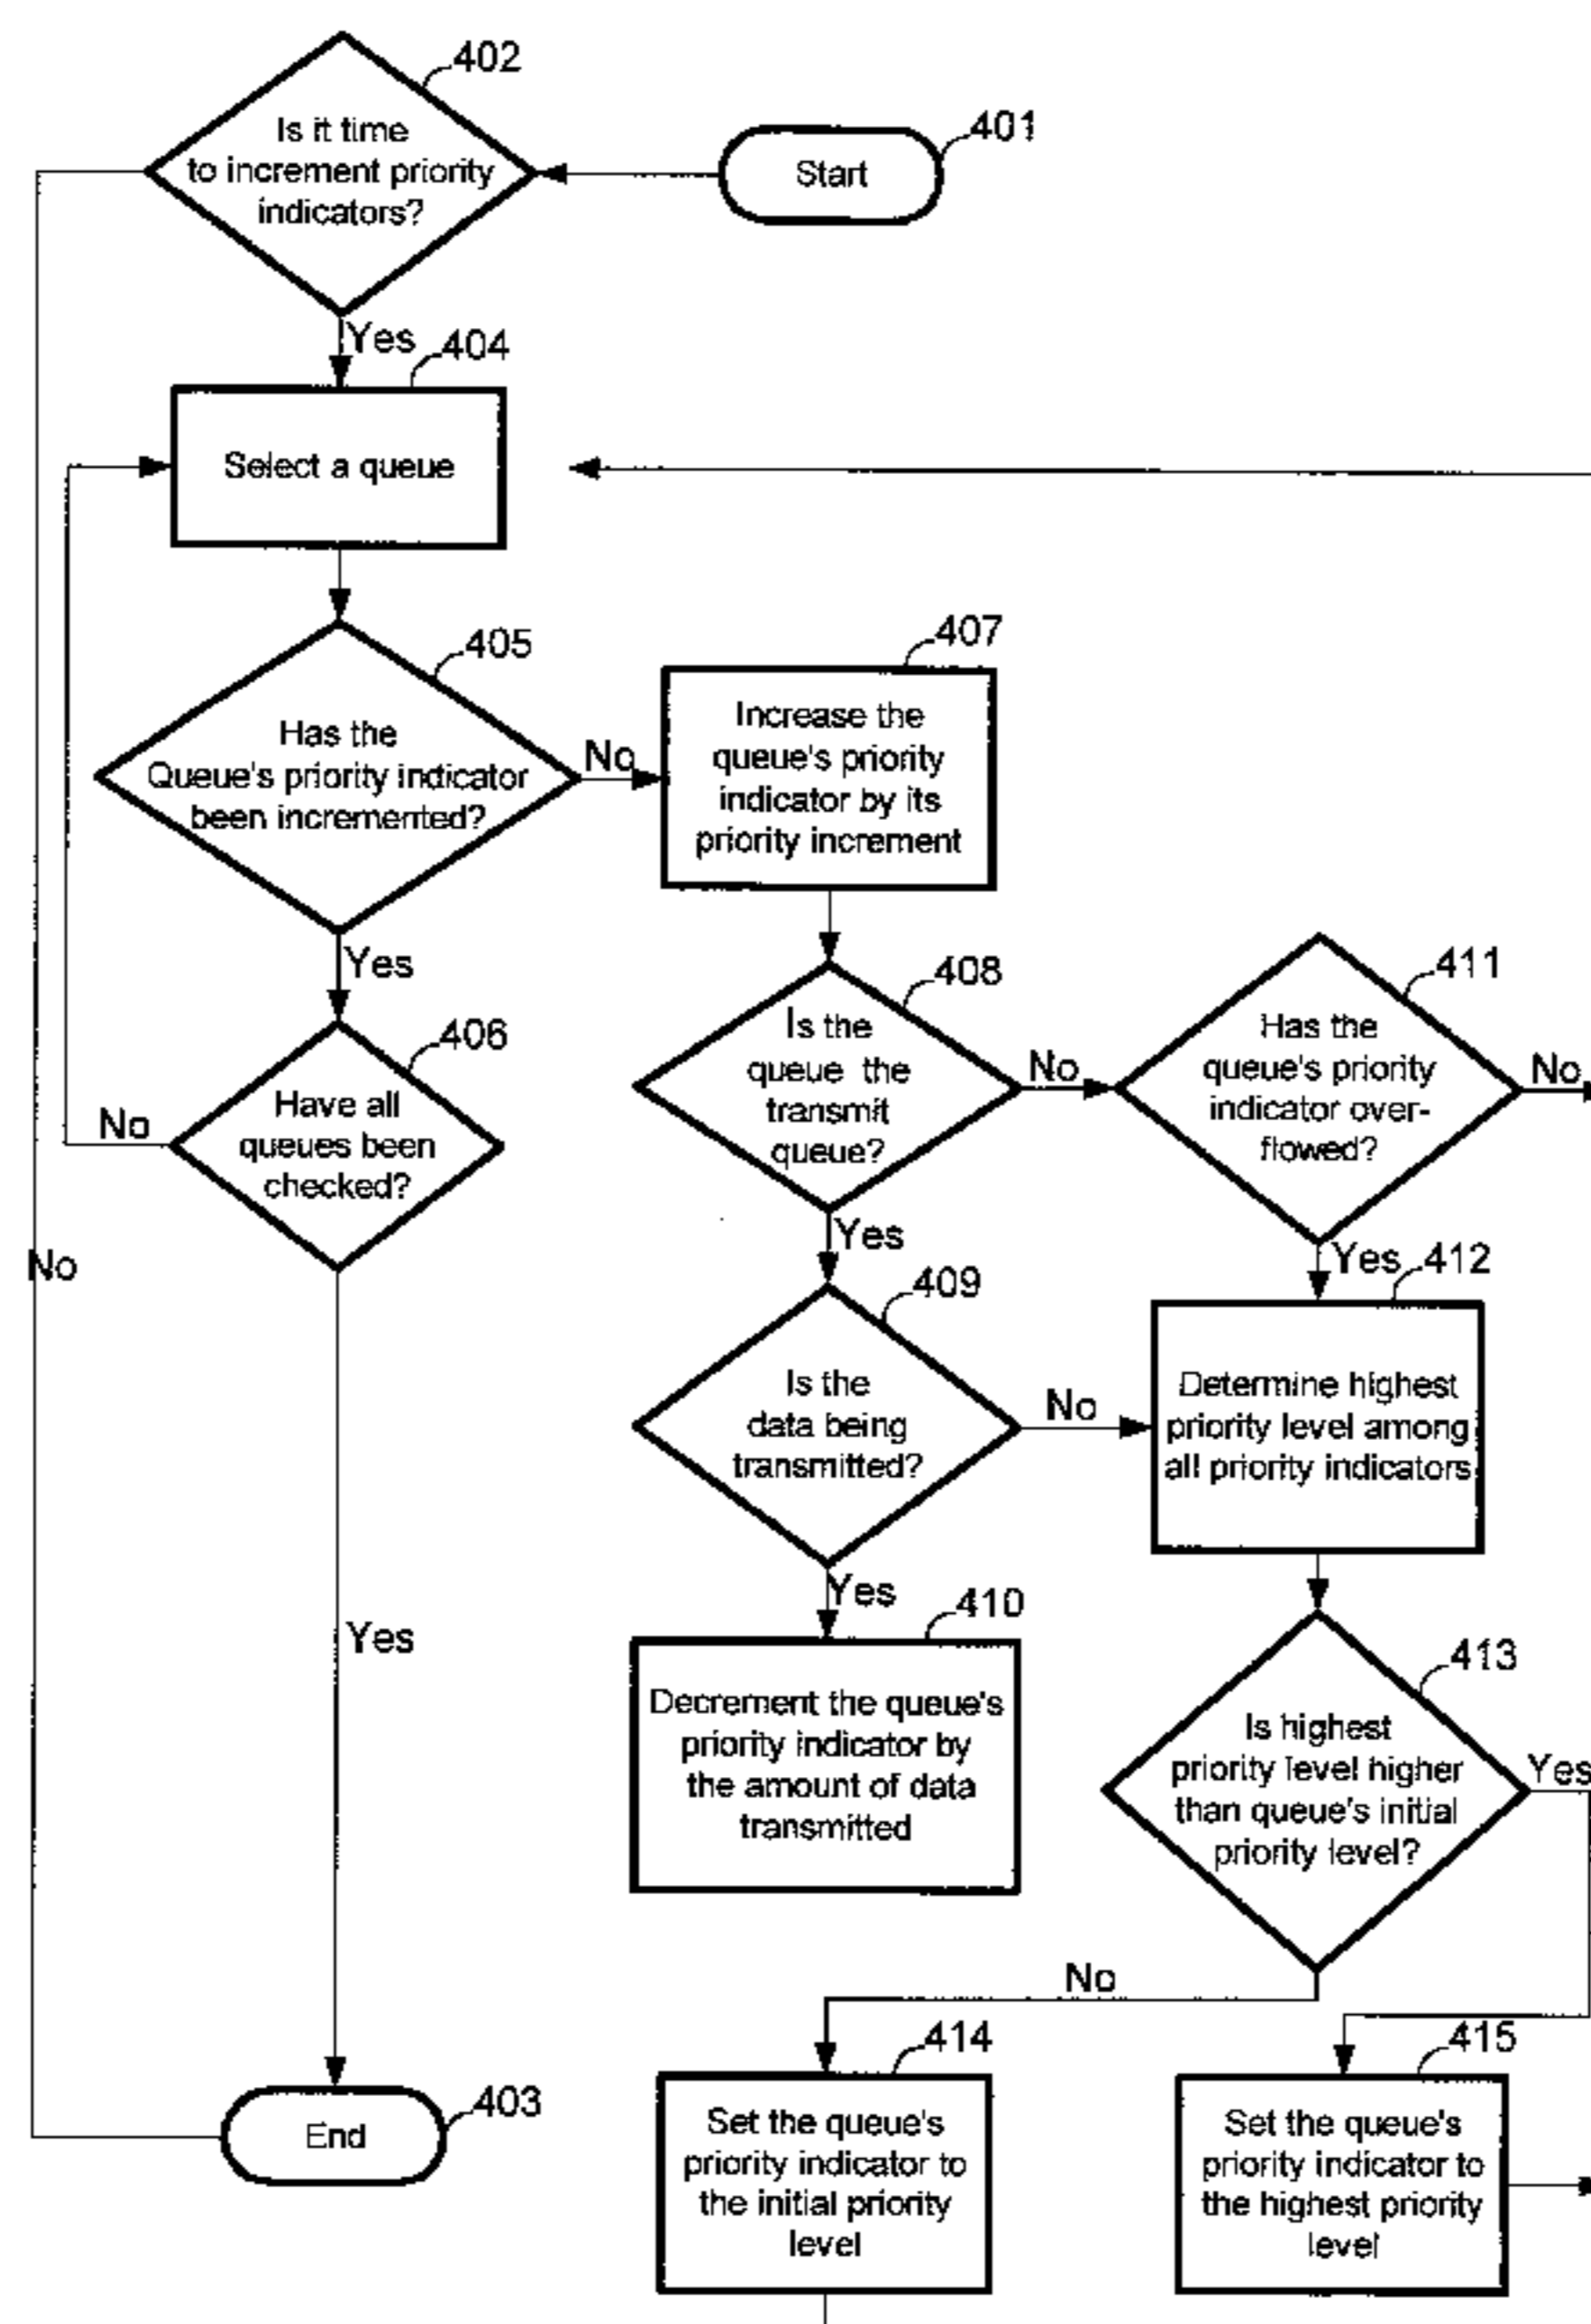 402
Is it time
to increment priority
indicators?
401
Start
Yes
404
Select a queue
405
Has the
Queue's priority indicator
been incremented?
No
407
Increase the
queue's priority
indicator by its
priority increment
Yes
406
Have all
queues been
checked?
No
408
Is the
queue the
transmit
queue?
No
411
Has the
queue's priority
indicator over-
flowed?
No
No
Yes
409
Is the
data being
transmitted?
No
Yes
412
Determine highest
priority level among
all priority indicators
Yes
Yes
410
Decrement the queue's
priority indicator by
the amount of data
transmitted
413
Is highest
priority level higher
than queue's initial
priority level?
Yes
No
403
End
414
Set the queue's
priority indicator to
the initial priority
level
415
Set the queue's
priority indicator to
the highest priority
level